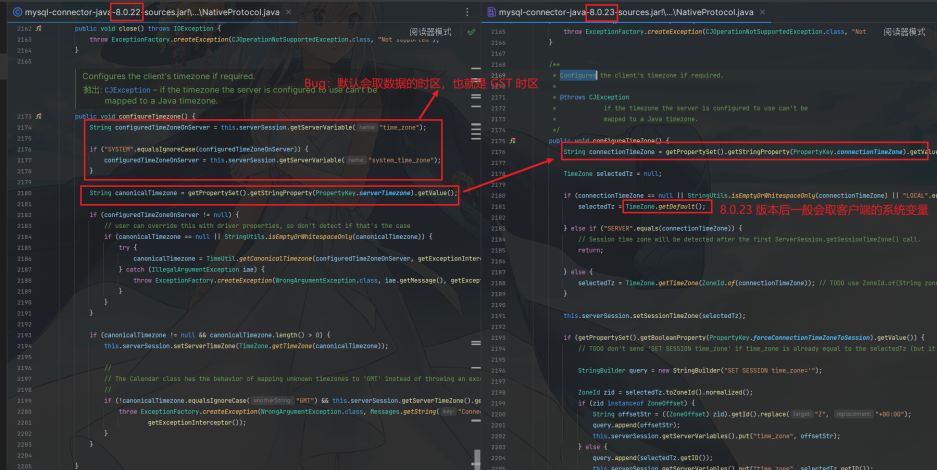 mysql-connector-java-8.0.22-sources.jar!\...\NativeProtocol.java ×
2162 public void close() throws IOException {
2163 throw ExceptionFactory.createException(CJOperationNotSupportedException.class, "Not
阅读器模式
2164 }
2165
Configures the client's timezone if required.
抛出: CJException – if the timezone the server is configured to use can't be
mapped to a Java timezone.
Bug：默认会取数据的时区，也就是 CST 时区
2173 public void configureTimezone() {
2174 String configuredTimeZoneOnServer = this.serverSession.getServerVariable( name: "time_zone");
2175
2176 if ("SYSTEM".equalsIgnoreCase(configuredTimeZoneOnServer)) {
2177 configuredTimeZoneOnServer = this.serverSession.getServerVariable( name: "system_time_zone");
2178 }
2179
2180 String canonicalTimezone = getPropertySet().getStringProperty(PropertyKey.serverTimezone).getValue();
2181
2182 if (configuredTimeZoneOnServer != null) {
2183 // user can override this with driver properties, so don't detect if that's the case
2184 if (canonicalTimezone == null || StringUtils.isEmptyOrWhitespaceOnly(canonicalTimezone)) {
2185 try {
2186 canonicalTimezone = TimeUtil.getCanonicalTimezone(configuredTimeZoneOnServer, getExceptionInterc
2187 } catch (IllegalArgumentException iae) {
2188 throw ExceptionFactory.createException(WrongArgumentException.class, iae.getMessage(), getExcept
2189 }
2190 }
2191 }
2192
2193 if (canonicalTimezone != null && canonicalTimezone.length() > 0) {
2194 this.serverSession.setServerTimeZone(TimeZone.getTimeZone(canonicalTimezone));
2195
2196 //
2197 // The Calendar class has the behavior of mapping unknown timezones to 'GMT' instead of throwing an exc
2198 //
2199 if (!canonicalTimezone.equalsIgnoreCase( anotherString: "GMT") && this.serverSession.getServerTimeZone().ge
2200 throw ExceptionFactory.createException(WrongArgumentException.class, Messages.getString( key: "Connec
2201 getExceptionInterceptor());
2202 }
2203 }
2204
2205 }
mysql-connector-java-8.0.23-sources.jar!\...\NativeProtocol.java ×
2165 throw ExceptionFactory.createException(CJOperationNotSupportedException.class, "Not
阅读器模式
2166 }
2167
2168 /**
2169 * Configures the client's timezone if required.
2170 *
2171 * @throws CJException
2172 * if the timezone the server is configured to use can't be
2173 * mapped to a Java timezone.
2174 */
2175 public void configureTimeZone() {
2176 String connectionTimeZone = getPropertySet().getStringProperty(PropertyKey.connectionTimeZone).getValue
2177
2178 TimeZone selectedTz = null;
2179
2180 if (connectionTimeZone == null || StringUtils.isEmptyOrWhitespaceOnly(connectionTimeZone) || "LOCAL".e
2181 selectedTz = TimeZone.getDefault();
8.0.23 版本后一般会取客户端的系统变量
2182
2183 } else if ("SERVER".equals(connectionTimeZone)) {
2184 // Session time zone will be detected after the first ServerSession.getSessionTimeZone() call.
2185 return;
2186
2187 } else {
2188 selectedTz = TimeZone.getTimeZone(ZoneId.of(connectionTimeZone)); // TODO use ZoneId.of(String zone
2189 }
2190
2191 this.serverSession.setSessionTimeZone(selectedTz);
2192
2193 if (getPropertySet().getBooleanProperty(PropertyKey.forceConnectionTimeZoneToSession).getValue()) {
2194 // TODO don't send 'SET SESSION time_zone' if time_zone is already equal to the selectedTz (but it
2195
2196 StringBuilder query = new StringBuilder("SET SESSION time_zone='");
2197
2198 ZoneId zid = selectedTz.toZoneId().normalized();
2199 if (zid instanceof ZoneOffset) {
2200 String offsetStr = ((ZoneOffset) zid).getId().replace( target: "Z", replacement: "+00:00");
2201 query.append(offsetStr);
2202 this.serverSession.getServerVariables().put("time_zone", offsetStr);
2203 } else {
2204 query.append(selectedTz.getID());